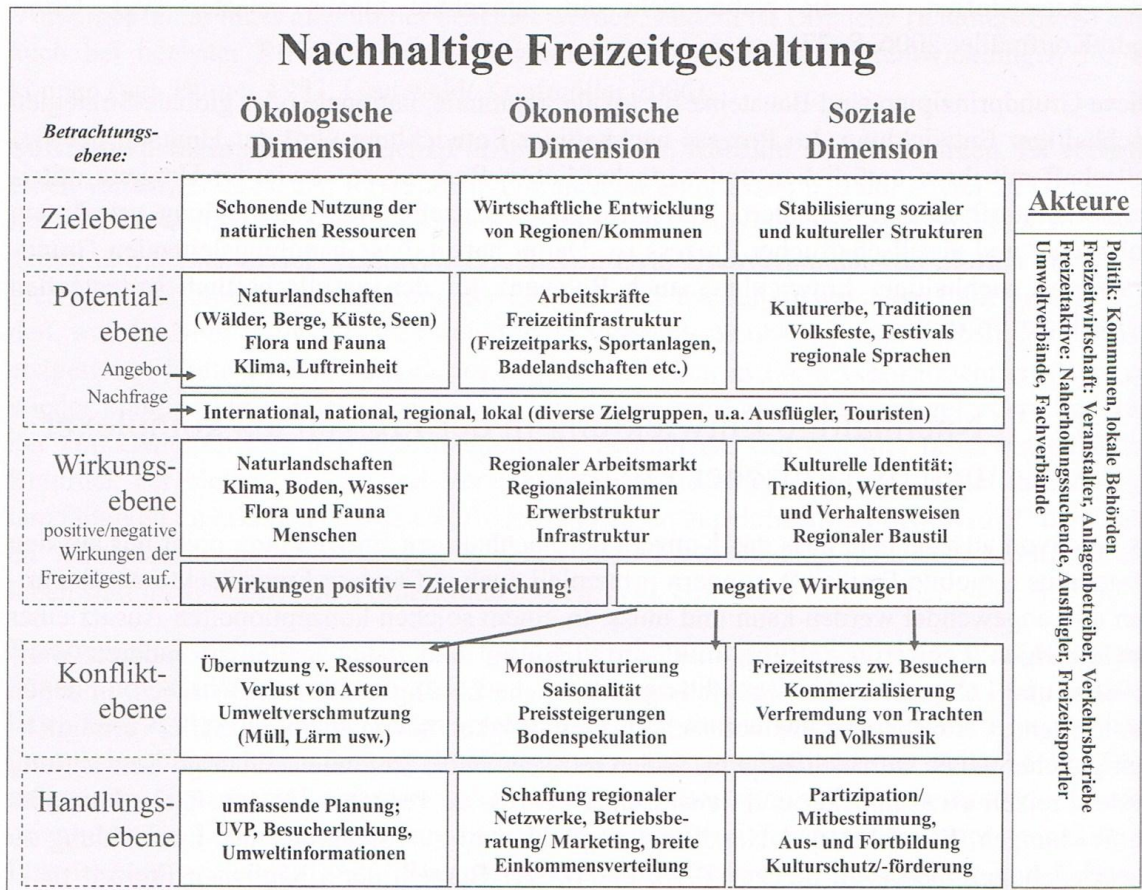 Nachhaltige Freizeitgestaltung
Betrachtungs-
ebene:
Ökologische
Dimension
Ökonomische
Dimension
Soziale
Dimension
Zielebene
Schonende Nutzung der
natürlichen Ressourcen
Wirtschaftliche Entwicklung
von Regionen/Kommunen
Stabilisierung sozialer
und kultureller Strukturen
Potential-
ebene
Angebot
Nachfrage
Naturlandschaften
(Wälder, Berge, Küste, Seen)
Flora und Fauna
Klima, Luftreinheit
Arbeitskräfte
Freizeitinfrastruktur
(Freizeitparks, Sportanlagen,
Badelandschaften etc.)
Kulturerbe, Traditionen
Volksfeste, Festivals
regionale Sprachen
International, national, regional, lokal (diverse Zielgruppen, u.a. Ausflügler, Touristen)
Wirkungs-
ebene
positive/negative
Wirkungen der
Freizeitgest. auf..
Naturlandschaften
Klima, Boden, Wasser
Flora und Fauna
Menschen
Regionaler Arbeitsmarkt
Regionaleinkommen
Erwerbstruktur
Infrastruktur
Kulturelle Identität;
Tradition, Wertemuster
und Verhaltensweisen
Regionaler Baustil
Wirkungen positiv = Zielerreichung!
negative Wirkungen
Konflikt-
ebene
Übernutzung v. Ressourcen
Verlust von Arten
Umweltverschmutzung
(Müll, Lärm usw.)
Monostrukturierung
Saisonalität
Preissteigerungen
Bodenspekulation
Freizeitstress zw. Besuchern
Kommerzialisierung
Verfremdung von Trachten
und Volksmusik
Handlungs-
ebene
umfassende Planung;
UVP, Besucherlenkung,
Umweltinformationen
Schaffung regionaler
Netzwerke, Betriebsbe-
ratung/ Marketing, breite
Einkommensverteilung
Partizipation/
Mitbestimmung,
Aus- und Fortbildung
Kulturschutz/-förderung
Akteure
Politik: Kommunen, lokale Behörden
Freizeitwirtschaft: Veranstalter, Anlagenbetreiber, Verkehrsbetriebe
Freizeitaktive: Naherholungssuchende, Ausflügler, Freizeitsportler
Umweltverbände, Fachverbände